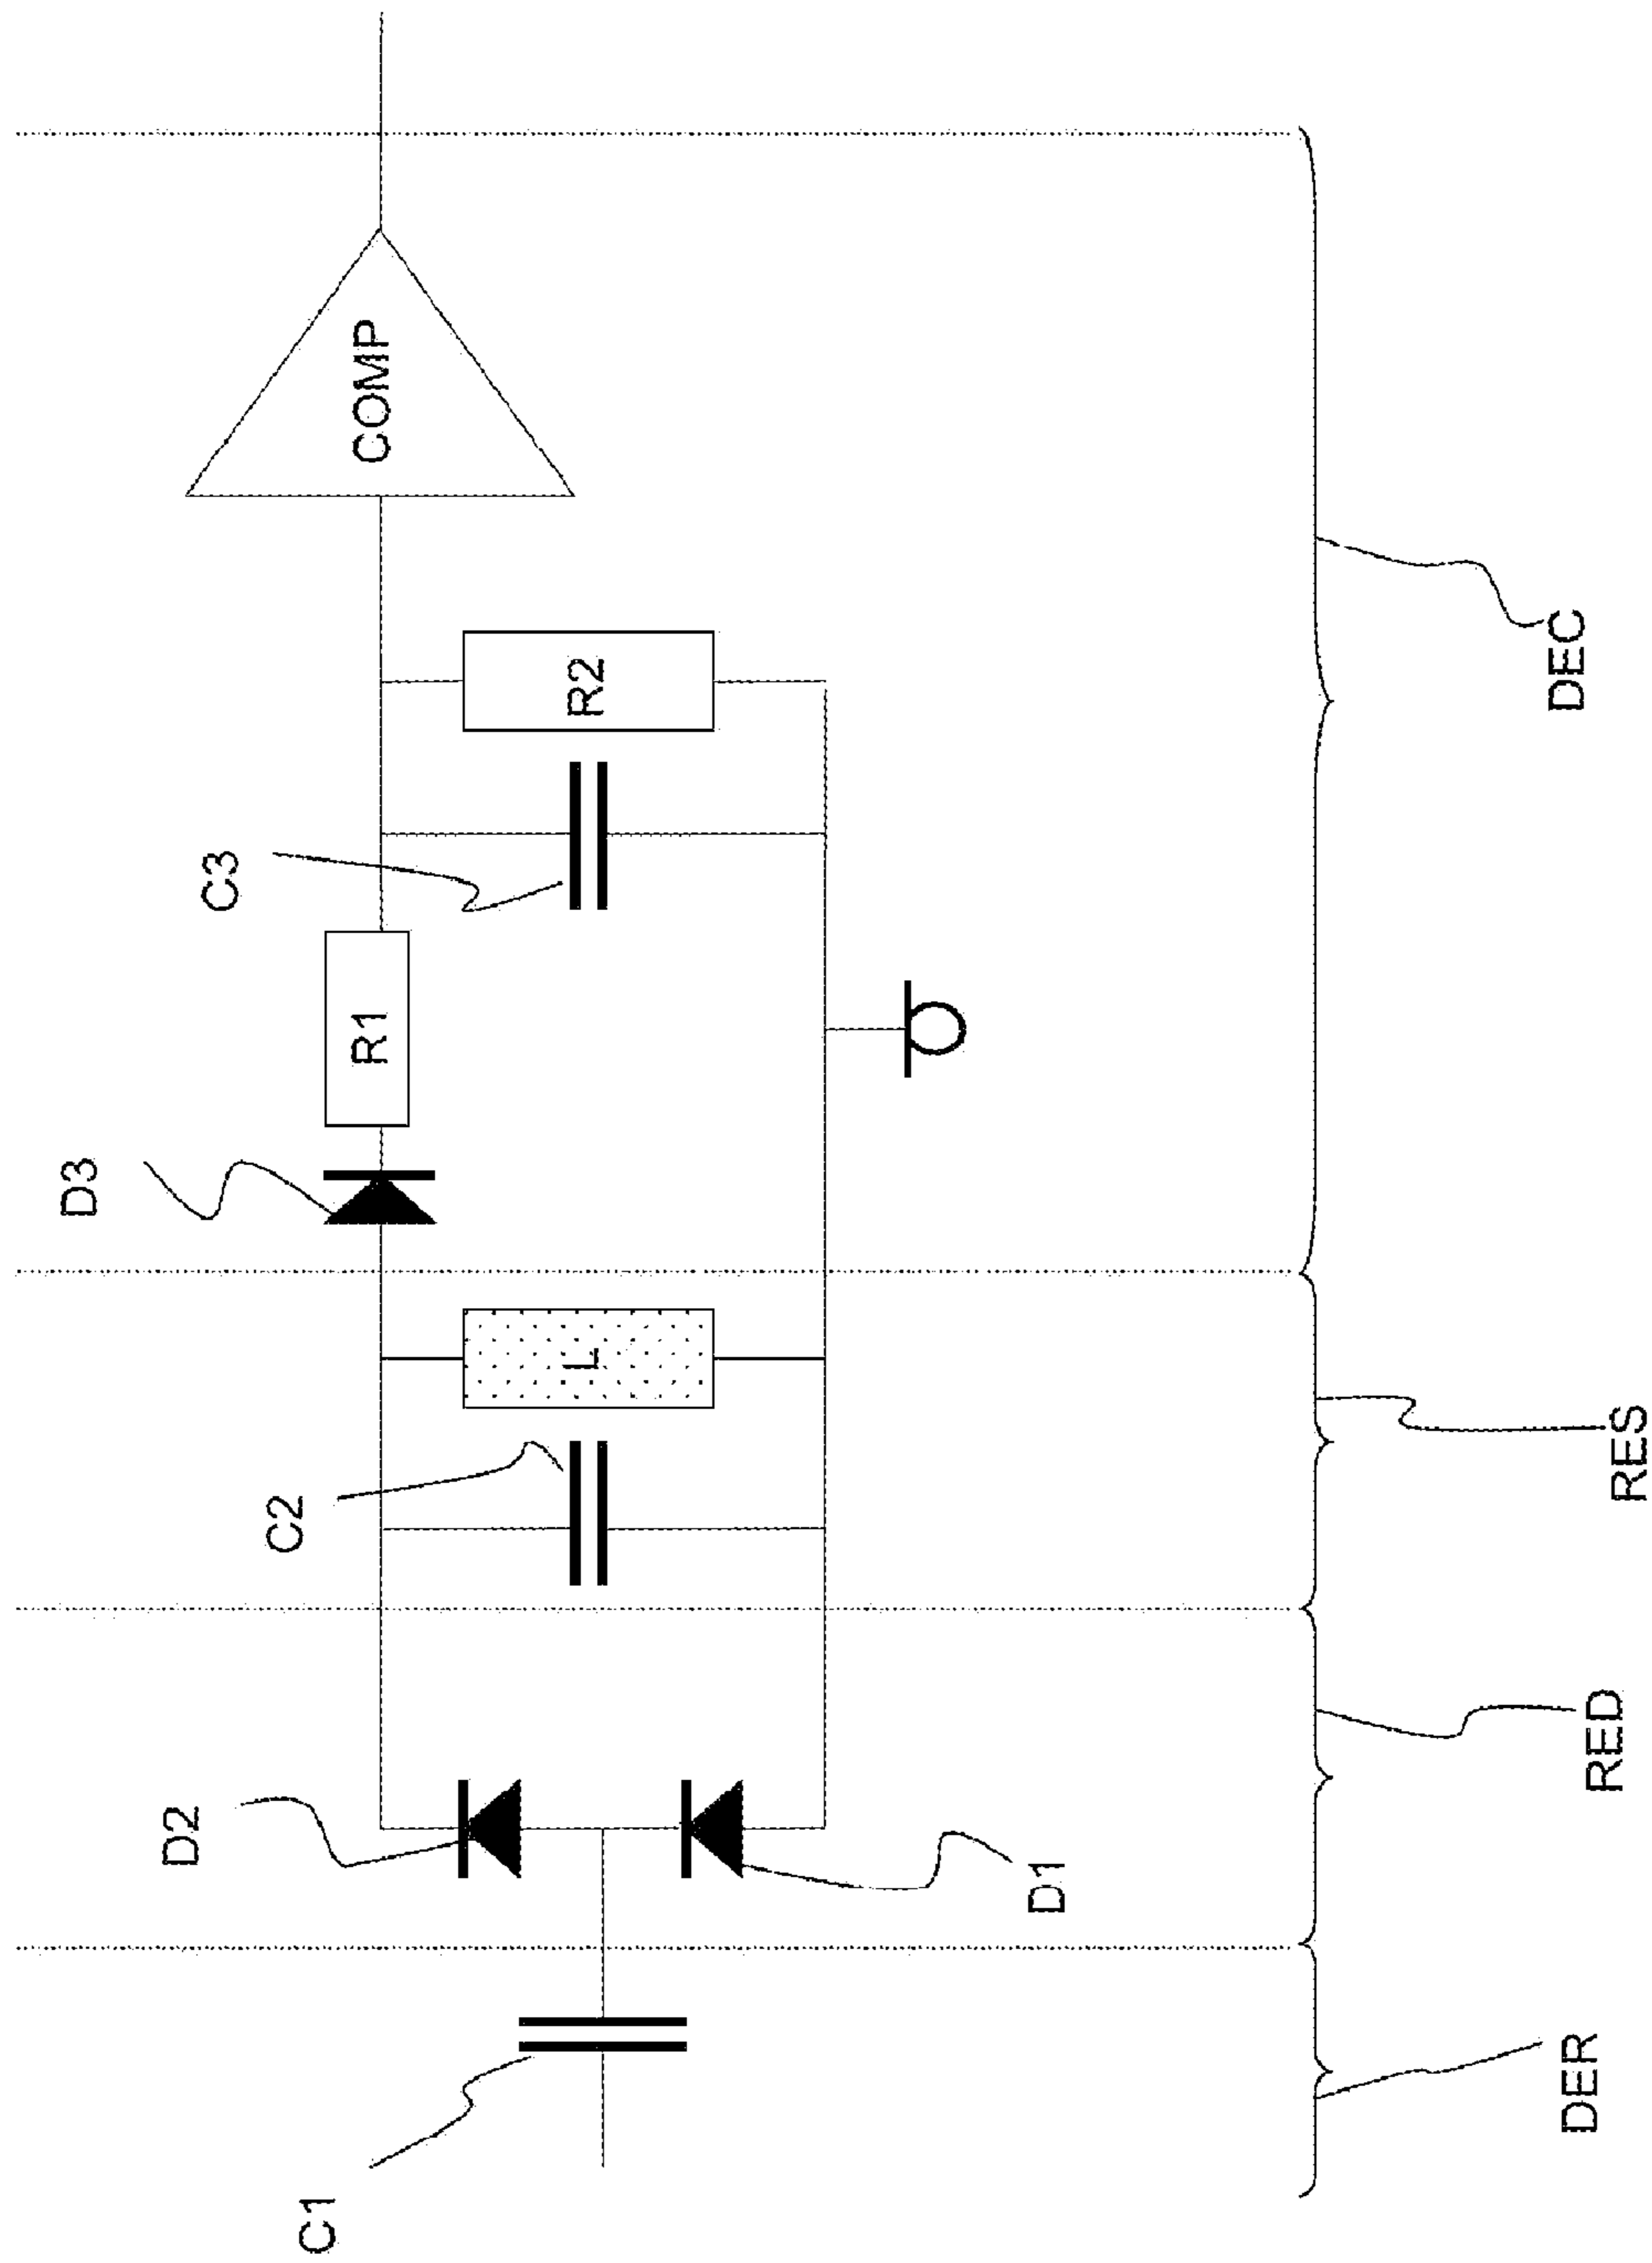 C1
D2
D1
C2
L
D3
R1
C3
R2
COMP
DER
RED
RES
DEC